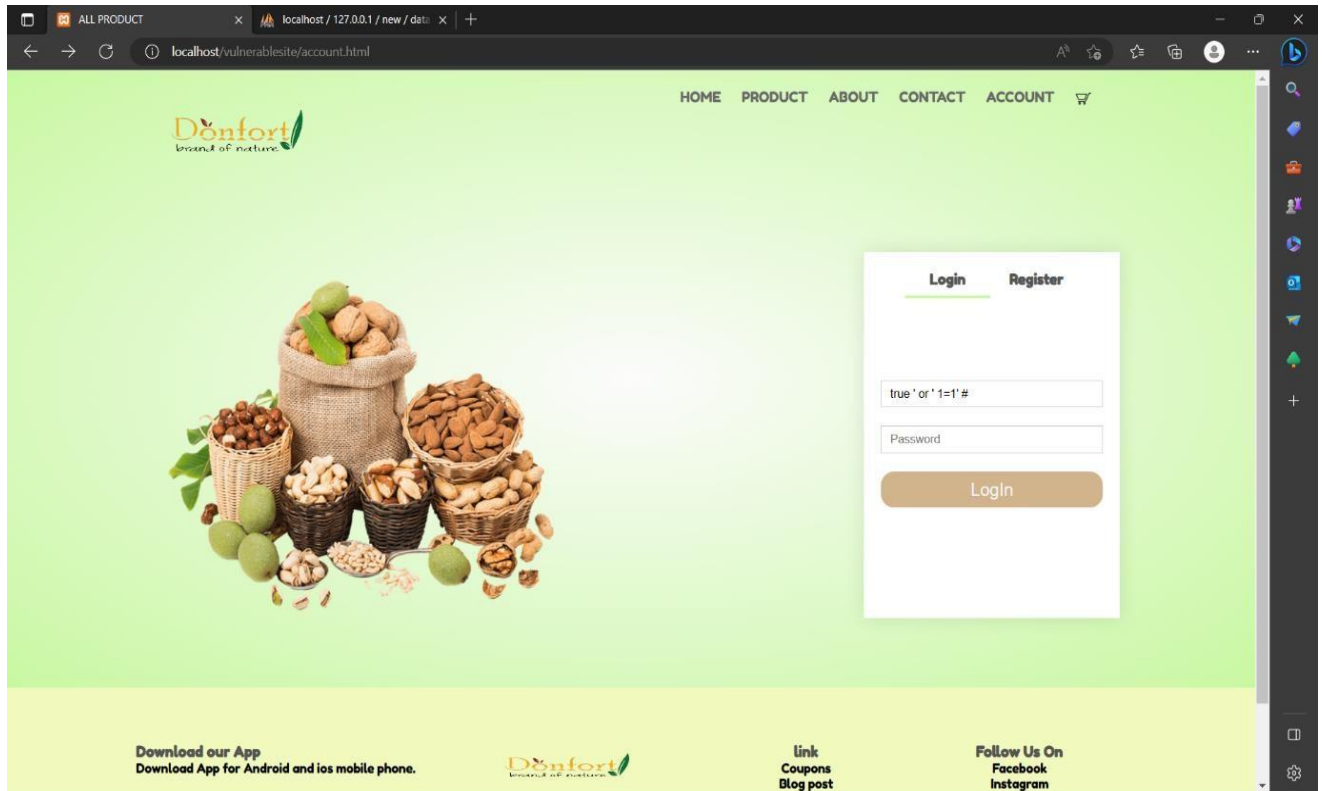 ALL PRODUCT
localhost / 127.0.0.1 / new / data
localhost/vulnerablesite/account.html
HOME PRODUCT ABOUT CONTACT ACCOUNT
Dönfort
brand of nature
Login Register
true ' or ' 1=1' #
Password
LogIn
Download our App
Download App for Android and ios mobile phone.
Dönfort
brand of nature
link
Coupons
Blog post
Follow Us On
Facebook
Instagram